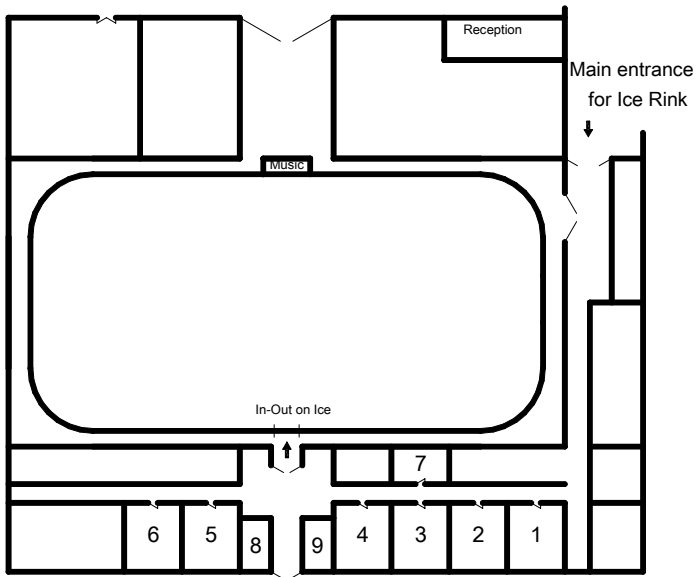 Reception
Main entrance
for Ice Rink
Music
In-Out on Ice
7
6
5
8
9
4
3
2
1